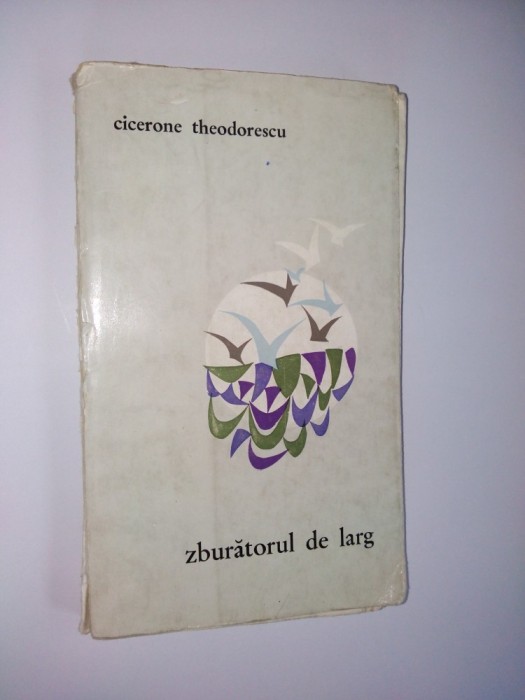 cicerone theodorescu
zburătorul de larg